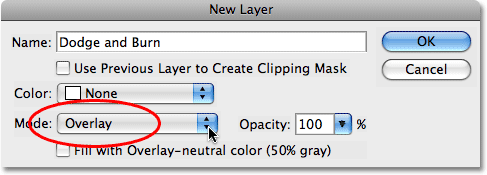 New Layer
Name: Dodge and Burn
OK
Use Previous Layer to Create Clipping Mask
Cancel
Color: None
Mode: Overlay Opacity: 100 %
Fill with Overlay-neutral color (50% gray)